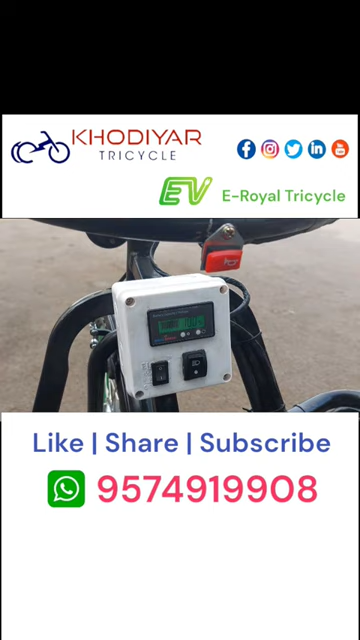 KHODIYAR
TRICYCLE
EV E-Royal Tricycle
Like | Share | Subscribe
9574919908